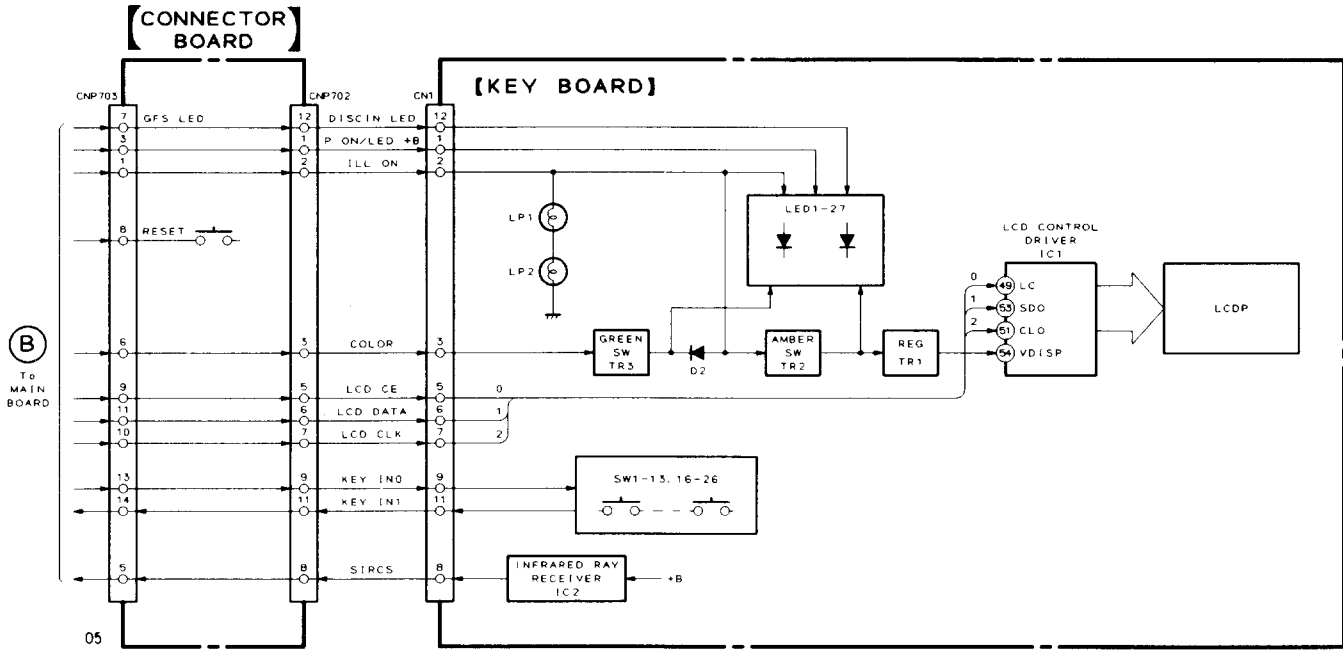 [CONNECTOR
BOARD]
[KEY BOARD]
CNP703
CNP702
CN1
7 GFS LED 12 DISCIN LED 12
3 1 P ON/LED +B 1
1 2 ILL ON 2
8 RESET
LP1
LP2
LED1-27
LCD CONTROL
DRIVER
IC1
0 49 LC
1 53 SDO
2 51 CLO
54 VDISP
LCDP
B
To
MAIN
BOARD
6 3 COLOR 3
GREEN
SW
TR3
D2
AMBER
SW
TR2
REG
TR1
9 5 LCD CE 5 0
11 6 LCD DATA 6 1
10 7 LCD CLK 7 2
13 9 KEY IN0 9
14 11 KEY IN1 11
SW1-13, 16-26
5 8 SIRCS 8
INFRARED RAY
RECEIVER
IC2
+B
05